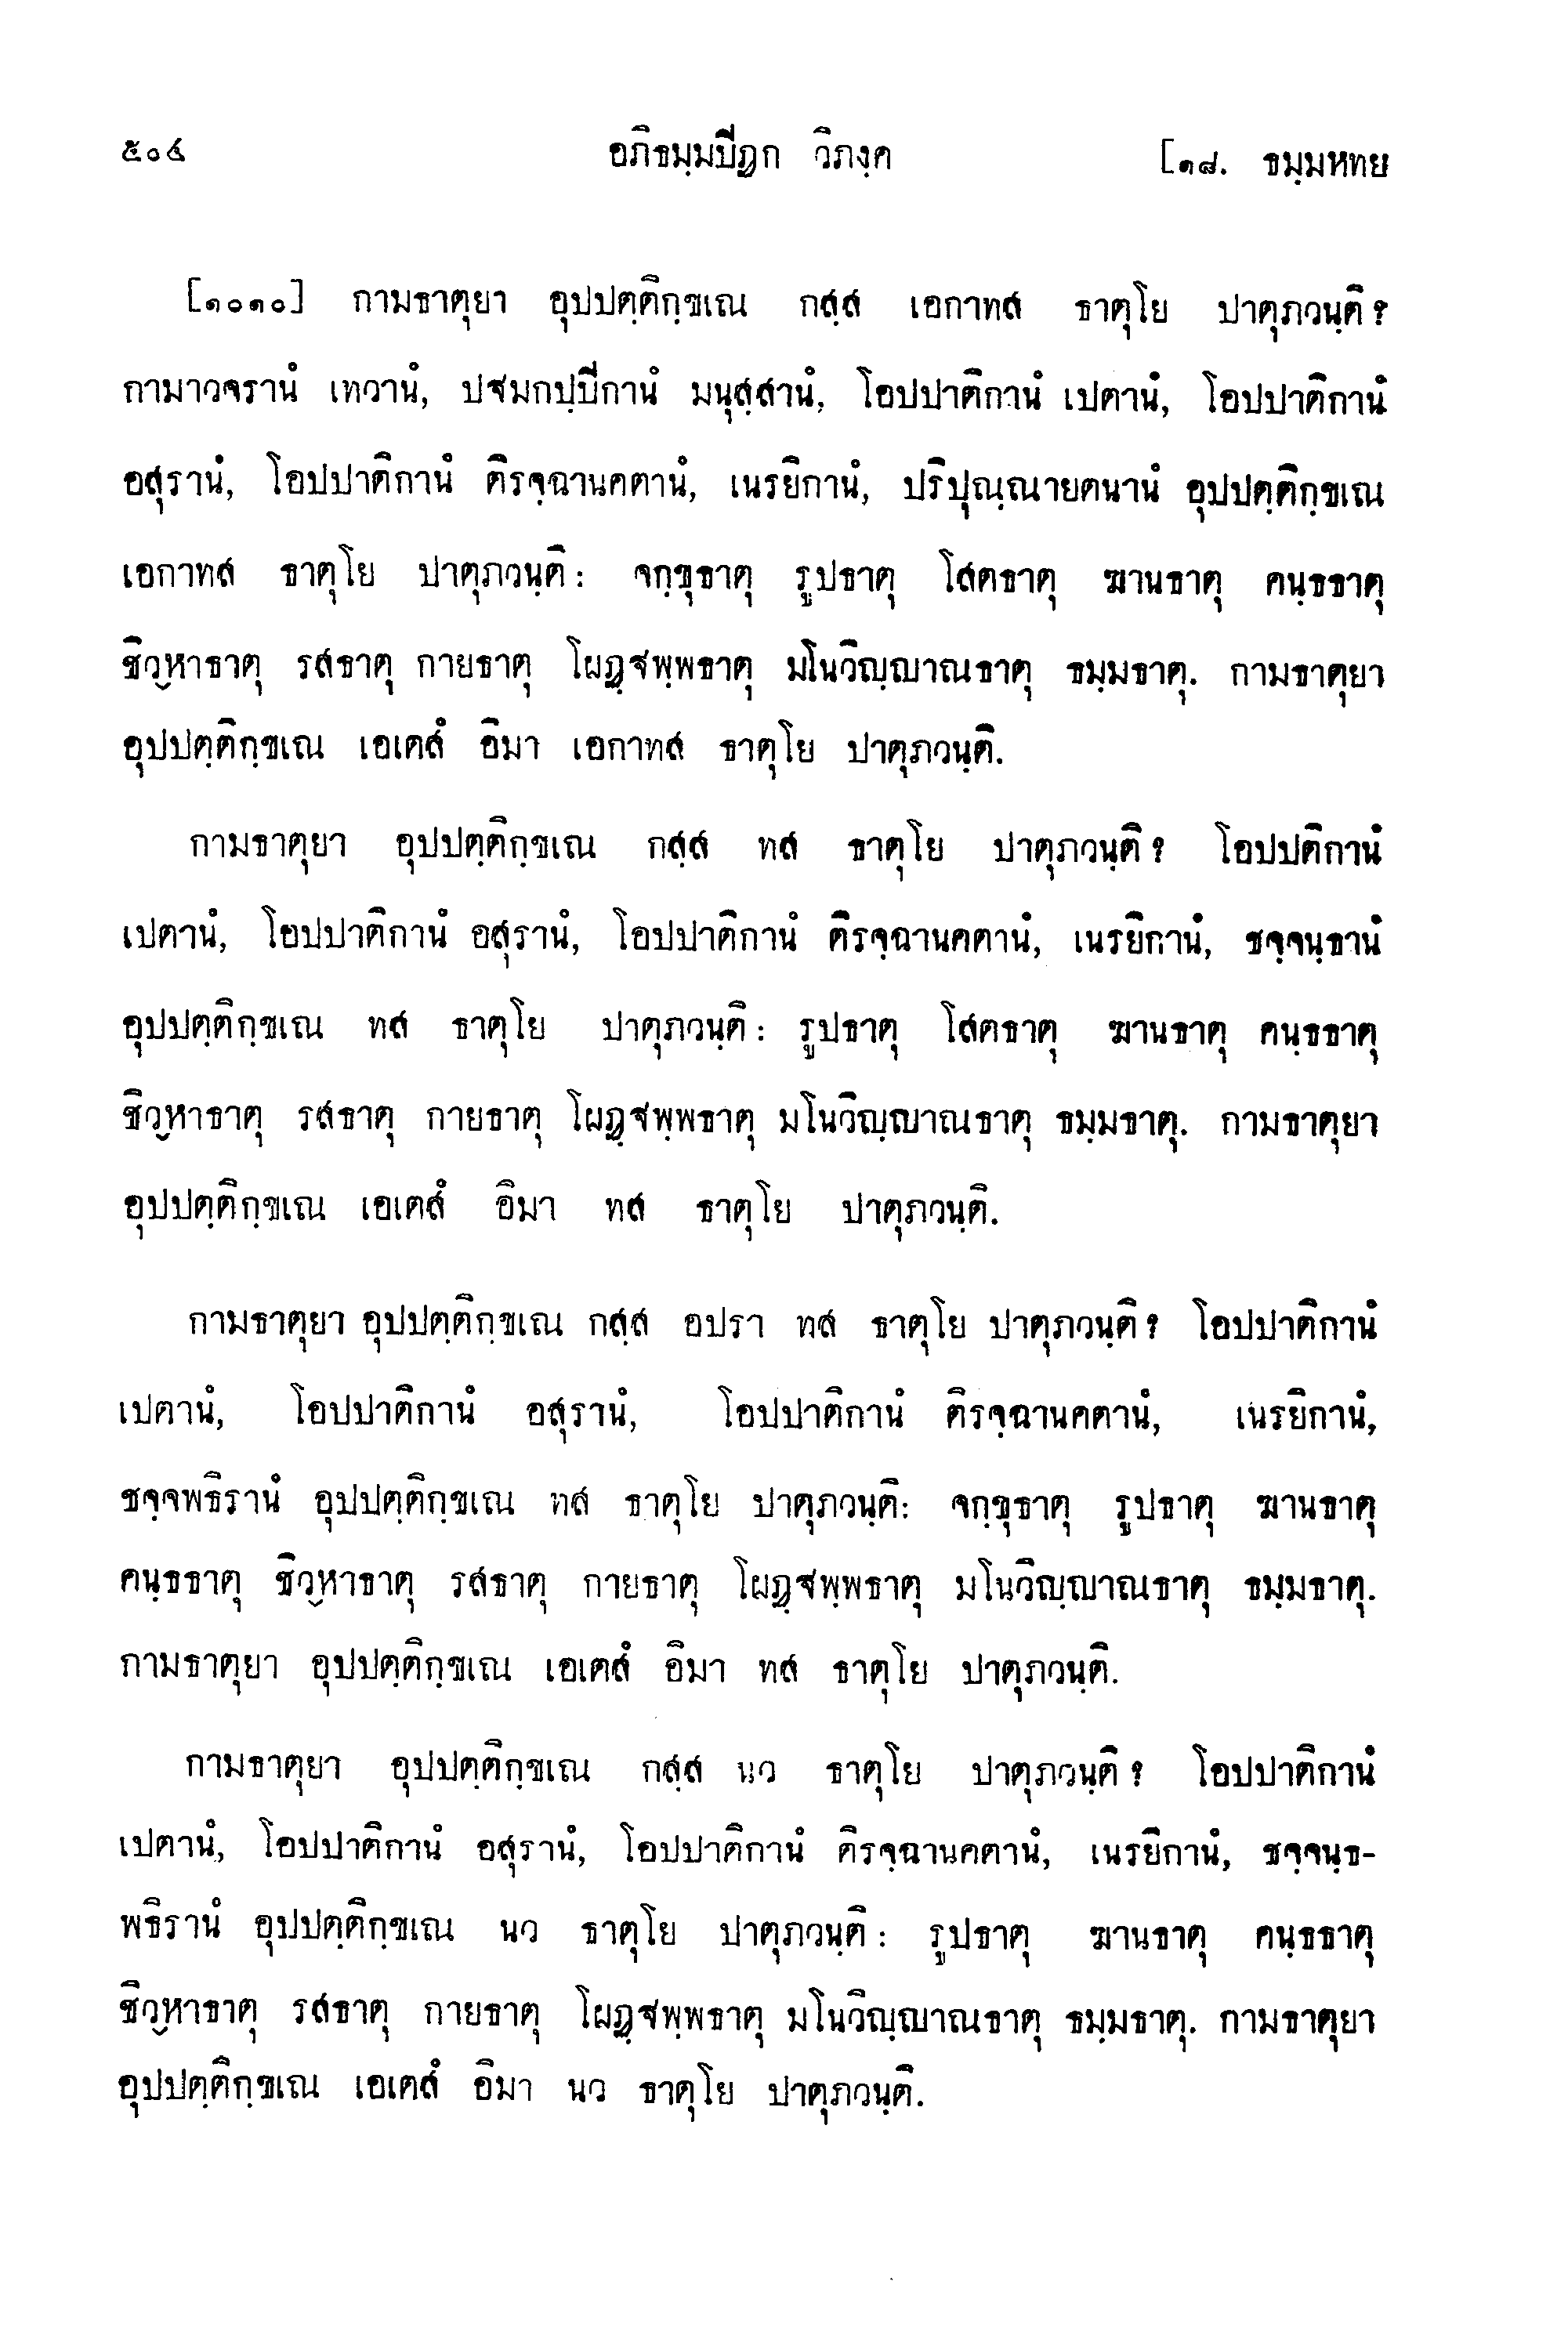 ๕๐๔ อภิธมฺมปิฏก วิภงฺค [๑๘. ธมฺมหทย
[๑๐๑๐] กามธาตุยา อุปปตฺติกฺขเณ กสฺส เอกาทส ธาตุโย ปาตุภวนฺติ?
กามาวจรานํ เทวานํ, ปฐมกปฺปิกานํ มนุสฺสานํ, โอปปาติกานํ เปตานํ, โอปปาติกานํ
อสุรานํ, โอปปาติกานํ ติรจฺฉานคตานํ, เนรยิกานํ, ปริปุณฺณายตนานํ อุปปตฺติกฺขเณ
เอกาทส ธาตุโย ปาตุภวนฺติ: จกฺขุธาตุ รูปธาตุ โสตธาตุ ฆานธาตุ คนฺธธาตุ
ชิวฺหาธาตุ รสธาตุ กายธาตุ โผฏฺฐพฺพธาตุ มโนวิญฺญาณธาตุ ธมฺมธาตุ. กามธาตุยา
อุปปตฺติกฺขเณ เอเตสํ อิมา เอกาทส ธาตุโย ปาตุภวนฺติ.
กามธาตุยา อุปปตฺติกฺขเณ กสฺส ทส ธาตุโย ปาตุภวนฺติ? โอปปติกานํ
เปตานํ, โอปปาติกานํ อสุรานํ, โอปปาติกานํ ติรจฺฉานคตานํ, เนรยิกานํ, ชจฺจนฺธานํ
อุปปตฺติกฺขเณ ทส ธาตุโย ปาตุภวนฺติ: รูปธาตุ โสตธาตุ ฆานธาตุ คนฺธธาตุ
ชิวฺหาธาตุ รสธาตุ กายธาตุ โผฏฺฐพฺพธาตุ มโนวิญฺญาณธาตุ ธมฺมธาตุ. กามธาตุยา
อุปปตฺติกฺขเณ เอเตสํ อิมา ทส ธาตุโย ปาตุภวนฺติ.
กามธาตุยา อุปปตฺติกฺขเณ กสฺส อปรา ทส ธาตุโย ปาตุภวนฺติ? โอปปาติกานํ
เปตานํ, โอปปาติกานํ อสุรานํ, โอปปาติกานํ ติรจฺฉานคตานํ, เนรยิกานํ,
ชจฺจพธิรานํ อุปปตฺติกฺขเณ ทส ธาตุโย ปาตุภวนฺติ: จกฺขุธาตุ รูปธาตุ ฆานธาตุ
คนฺธธาตุ ชิวฺหาธาตุ รสธาตุ กายธาตุ โผฏฺฐพฺพธาตุ มโนวิญฺญาณธาตุ ธมฺมธาตุ.
กามธาตุยา อุปปตฺติกฺขเณ เอเตสํ อิมา ทส ธาตุโย ปาตุภวนฺติ.
กามธาตุยา อุปปตฺติกฺขเณ กสฺส นว ธาตุโย ปาตุภวนฺติ? โอปปาติกานํ
เปตานํ, โอปปาติกานํ อสุรานํ, โอปปาติกานํ ติรจฺฉานคตานํ, เนรยิกานํ, ชจฺจนฺธ-
พธิรานํ อุปปตฺติกฺขเณ นว ธาตุโย ปาตุภวนฺติ: รูปธาตุ ฆานธาตุ คนฺธธาตุ
ชิวฺหาธาตุ รสธาตุ กายธาตุ โผฏฺฐพฺพธาตุ มโนวิญฺญาณธาตุ ธมฺมธาตุ. กามธาตุยา
อุปปตฺติกฺขเณ เอเตสํ อิมา นว ธาตุโย ปาตุภวนฺติ.